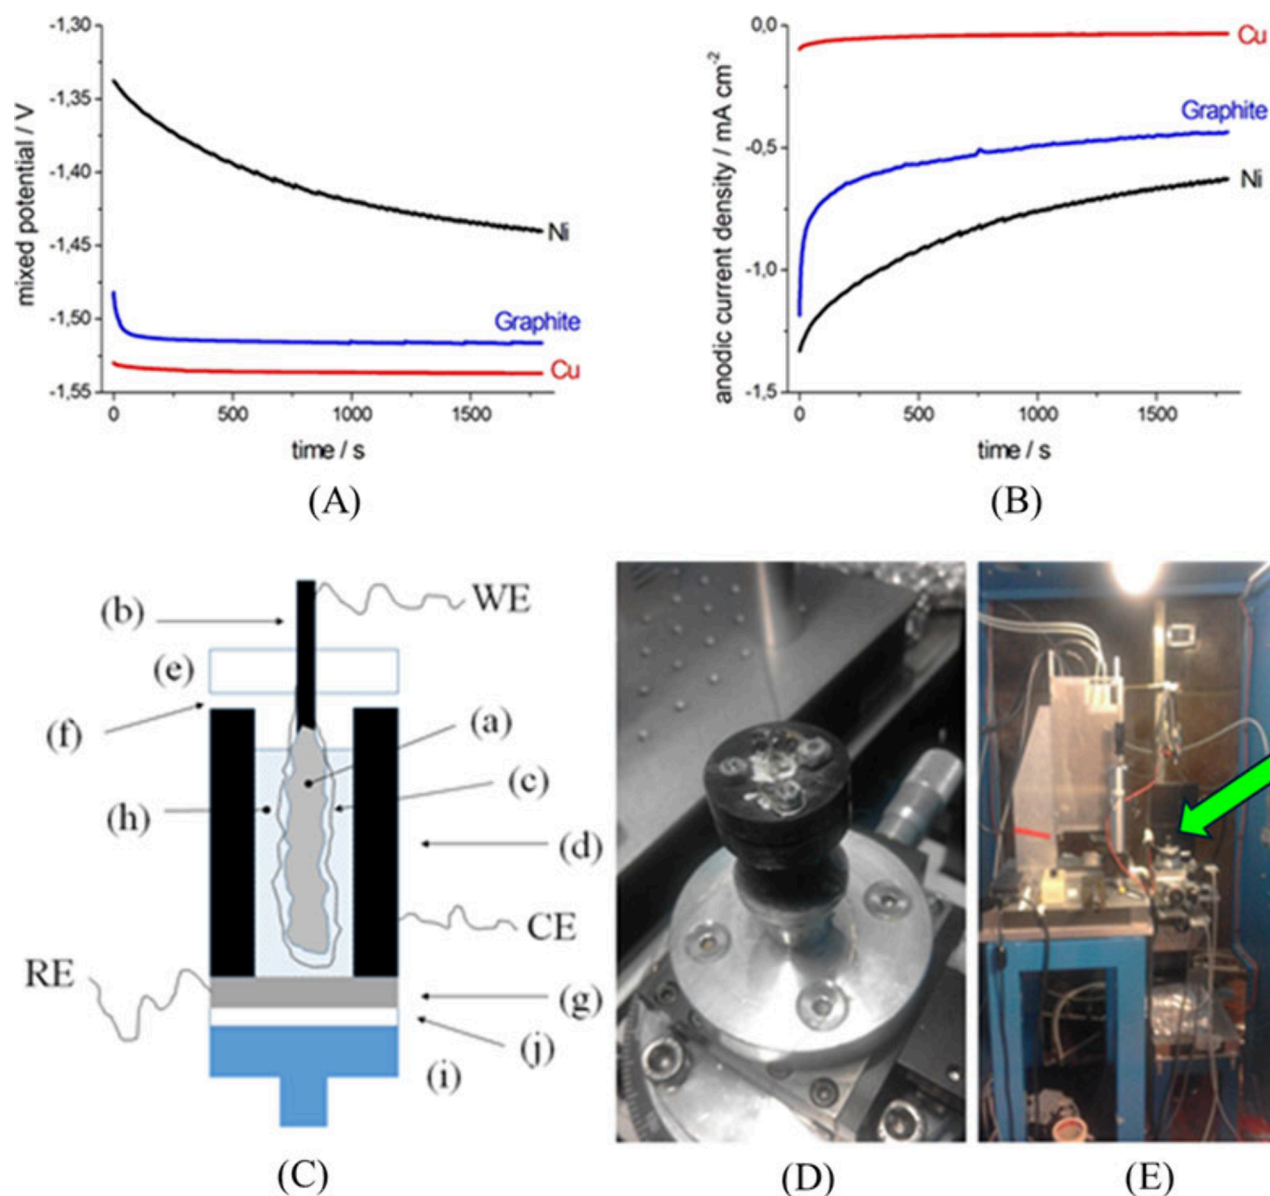 -1,30
-1,35
-1,40
-1,45
-1,50
-1,55
mixed potential / V
Ni
Graphite
Cu
0 500 1000 1500
time / s
(A)
0,0
-0,5
-1,0
-1,5
anodic current density / mA cm-2
Cu
Graphite
Ni
0 500 1000 1500
time / s
(B)
(b) WE
(e)
(f) (a)
(c)
(h)
(d)
CE
RE
(g)
(j)
(i)
(C)
(D)
(E)